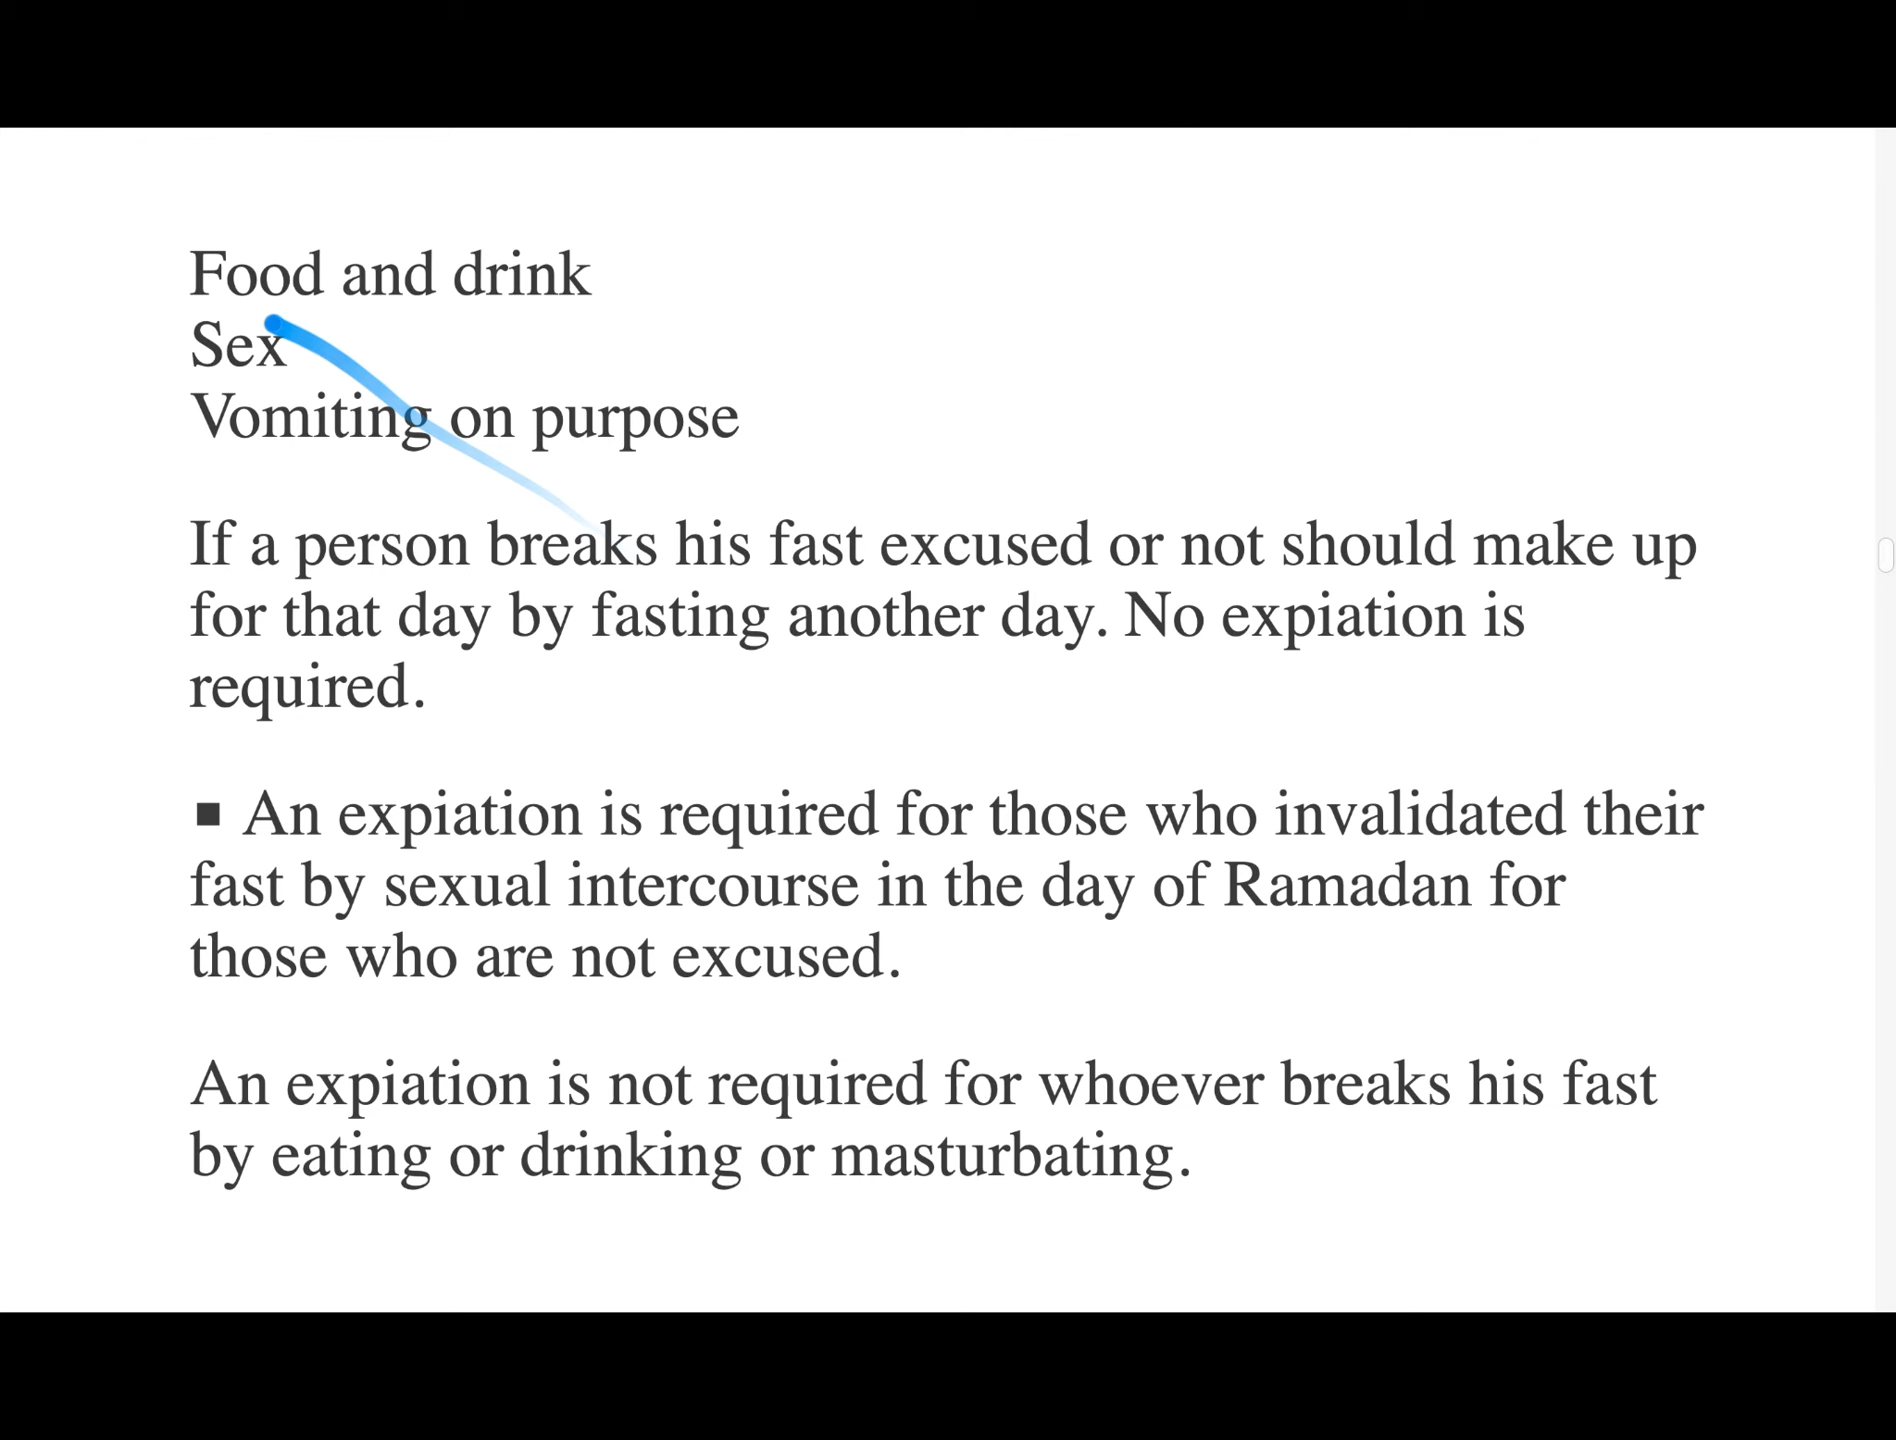 Food and drink
Sex
Vomiting on purpose
If a person breaks his fast excused or not should make up
for that day by fasting another day. No expiation is
required.
▪ An expiation is required for those who invalidated their
fast by sexual intercourse in the day of Ramadan for
those who are not excused.
An expiation is not required for whoever breaks his fast
by eating or drinking or masturbating.